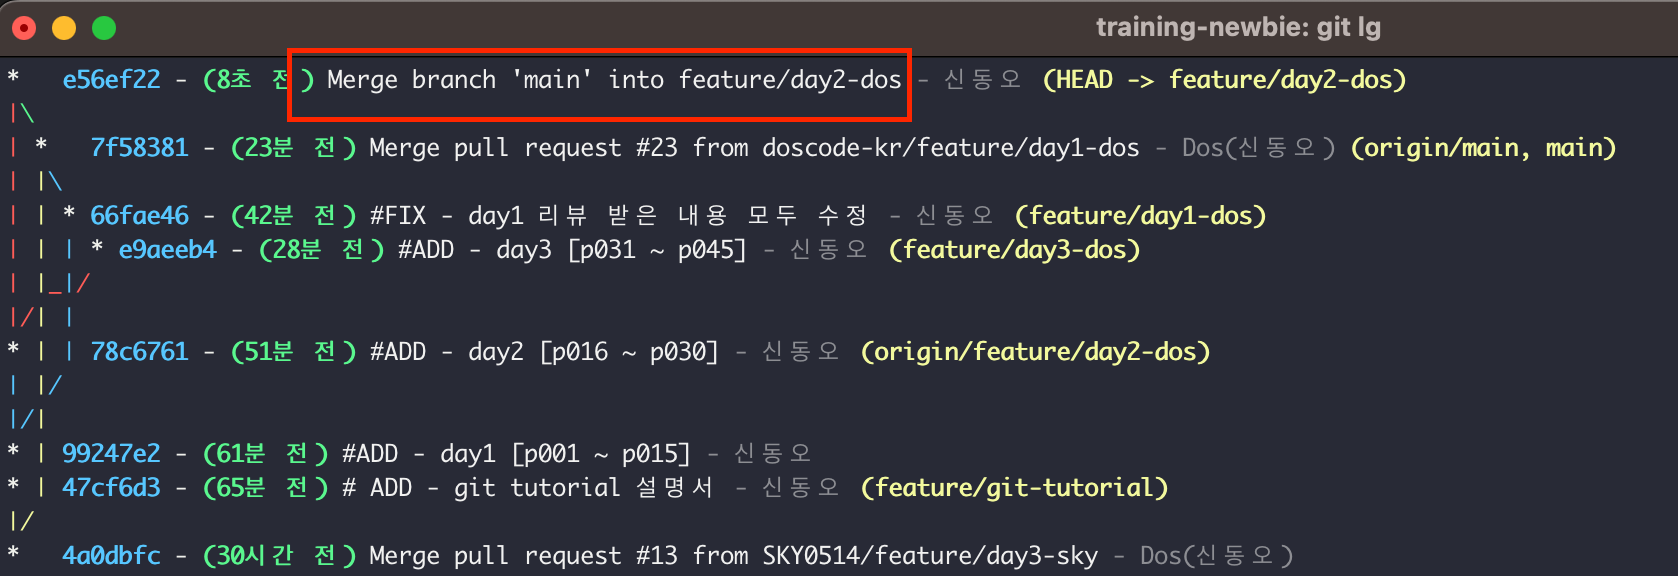 training-newbie: git lg
*   e56ef22 - (8초 전) Merge branch 'main' into feature/day2-dos - 신동오 (HEAD -> feature/day2-dos)
|\
| *   7f58381 - (23분 전) Merge pull request #23 from doscode-kr/feature/day1-dos - Dos(신동오) (origin/main, main)
| |\
| | * 66fae46 - (42분 전) #FIX - day1 리뷰 받은 내용 모두 수정 - 신동오 (feature/day1-dos)
| | | * e9aeeb4 - (28분 전) #ADD - day3 [p031 ~ p045] - 신동오 (feature/day3-dos)
| |_|/
|/| |
* | | 78c6761 - (51분 전) #ADD - day2 [p016 ~ p030] - 신동오 (origin/feature/day2-dos)
| |/
|/|
* | 99247e2 - (61분 전) #ADD - day1 [p001 ~ p015] - 신동오
* | 47cf6d3 - (65분 전) # ADD - git tutorial 설명서 - 신동오 (feature/git-tutorial)
|/
*   4a0dbfc - (30시간 전) Merge pull request #13 from SKY0514/feature/day3-sky - Dos(신동오)